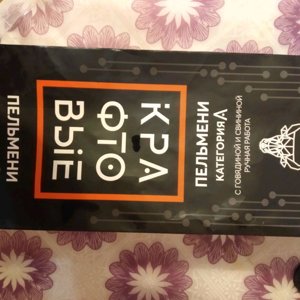 ПЕЛЬМЕНИ
КРА
ФТО
ВЫЕ
ПЕЛЬМЕНИ
КАТЕГОРИЯ А
С ГОВЯДИНОЙ И СВИНИНОЙ
РУЧНАЯ РАБОТА